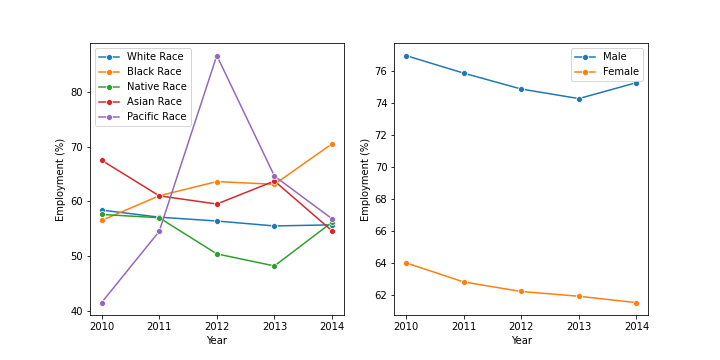 White Race
Black Race
Native Race
Asian Race
Pacific Race
80
70
60
50
40
Employment (%)
2010 2011 2012 2013 2014
Year
Male
Female
76
74
72
70
68
66
64
62
Employment (%)
2010 2011 2012 2013 2014
Year